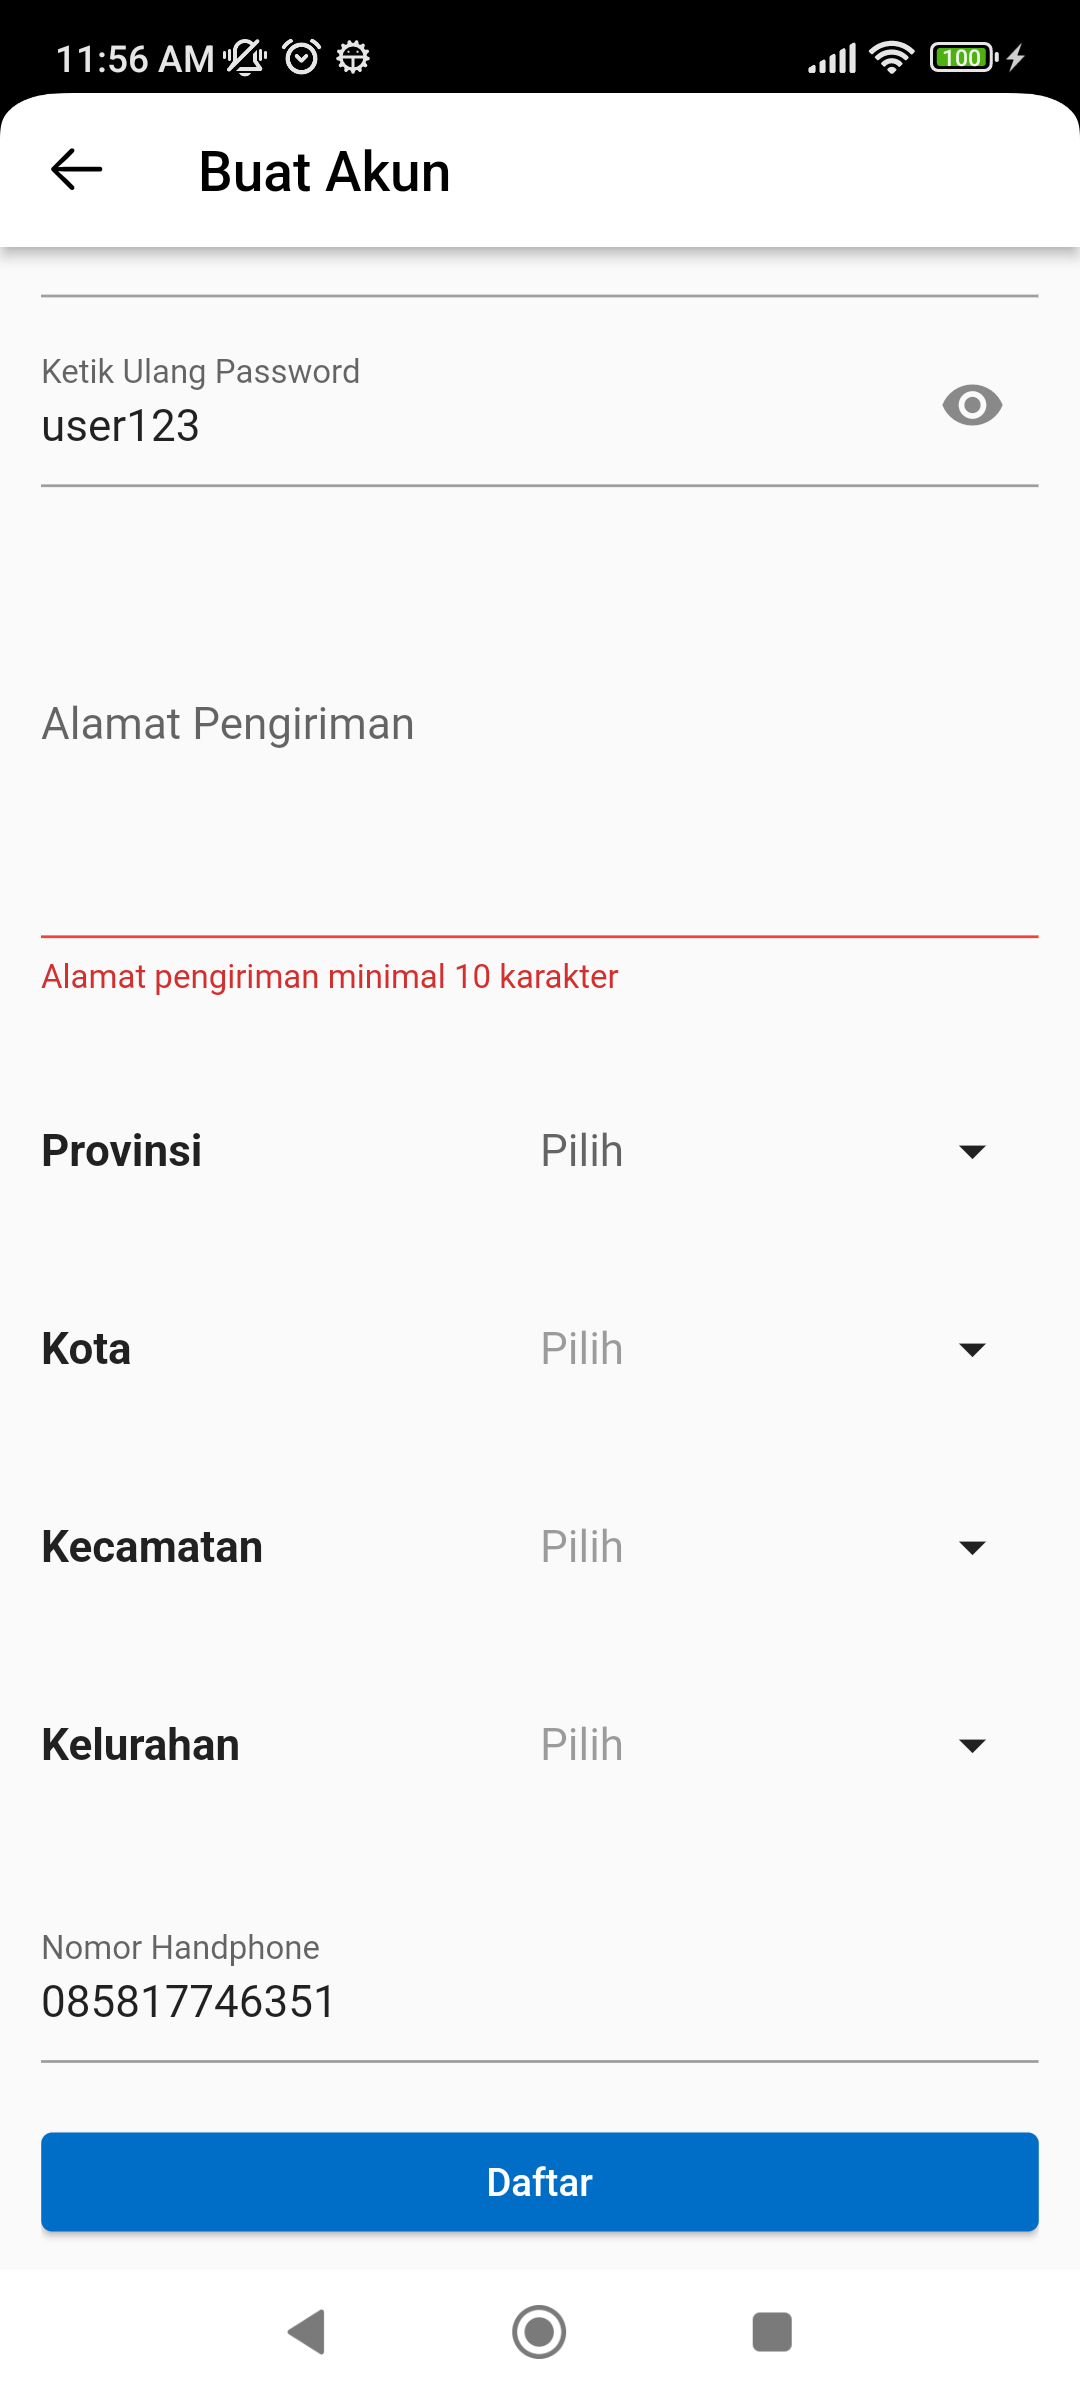 11:56 AM
100
Buat Akun
Ketik Ulang Password
user123
Alamat Pengiriman
Alamat pengiriman minimal 10 karakter
Provinsi Pilih
Kota Pilih
Kecamatan Pilih
Kelurahan Pilih
Nomor Handphone
085817746351
Daftar